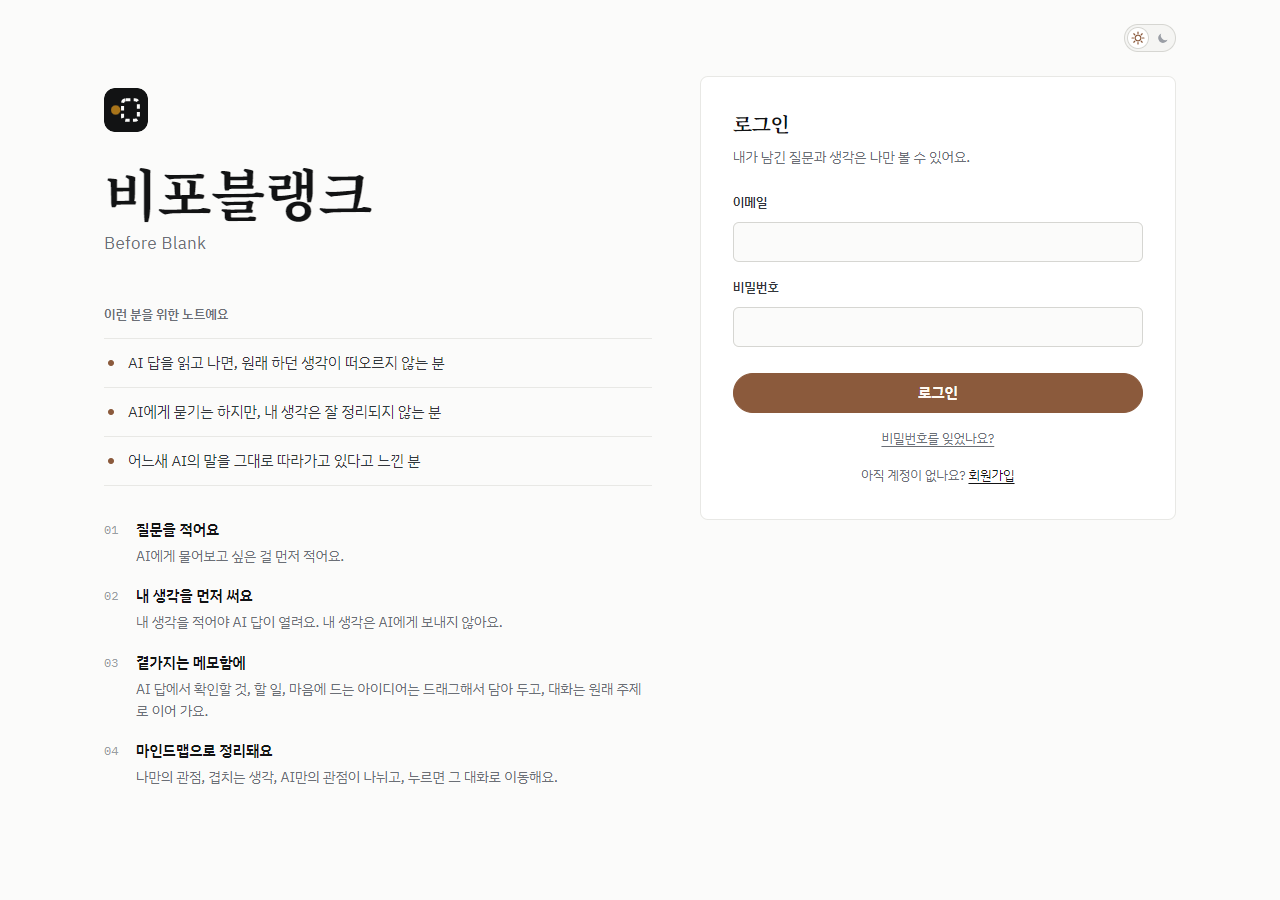 비포블랭크
Before Blank
이런 분을 위한 노트예요
AI 답을 읽고 나면, 원래 하던 생각이 떠오르지 않는 분
AI에게 묻기는 하지만, 내 생각은 잘 정리되지 않는 분
어느새 AI의 말을 그대로 따라가고 있다고 느낀 분
01 질문을 적어요
AI에게 물어보고 싶은 걸 먼저 적어요.
02 내 생각을 먼저 써요
내 생각을 적어야 AI 답이 열려요. 내 생각은 AI에게 보내지 않아요.
03 곁가지는 메모함에
AI 답에서 확인할 것, 할 일, 마음에 드는 아이디어는 드래그해서 담아 두고, 대화는 원래 주제
로 이어 가요.
04 마인드맵으로 정리돼요
나만의 관점, 겹치는 생각, AI만의 관점이 나뉘고, 누르면 그 대화로 이동해요.
로그인
내가 남긴 질문과 생각은 나만 볼 수 있어요.
이메일
비밀번호
로그인
비밀번호를 잊었나요?
아직 계정이 없나요? 회원가입